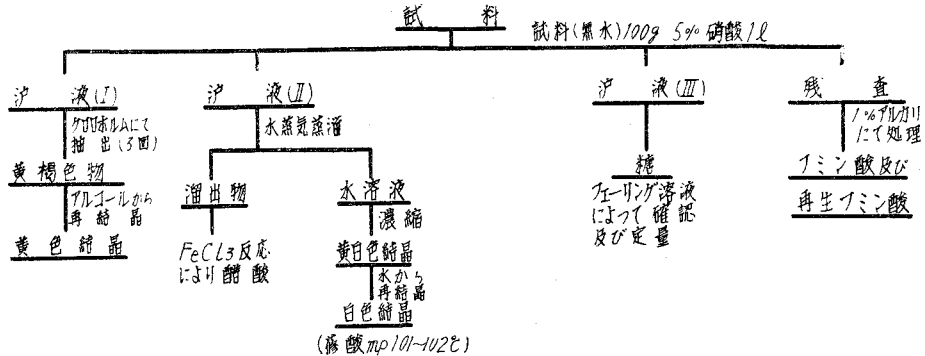 試料
試料(無水)100g 5%硝酸1ℓ
沪液(I)
クロロホルムにて
抽出(3回)
黄褐色物
アルコールから
再結晶
黄色結晶
沪液(II)
水蒸気蒸溜
溜出物
FeCl3反応
により醋酸
水溶液
濃縮
黄白色結晶
水から
再結晶
白色結晶
(蓚酸mp101~102℃)
沪液(III)
糖
フェーリング溶液
によって確認
及び定量
残査
1%アルカリ
にて処理
フミン酸及び
再生フミン酸